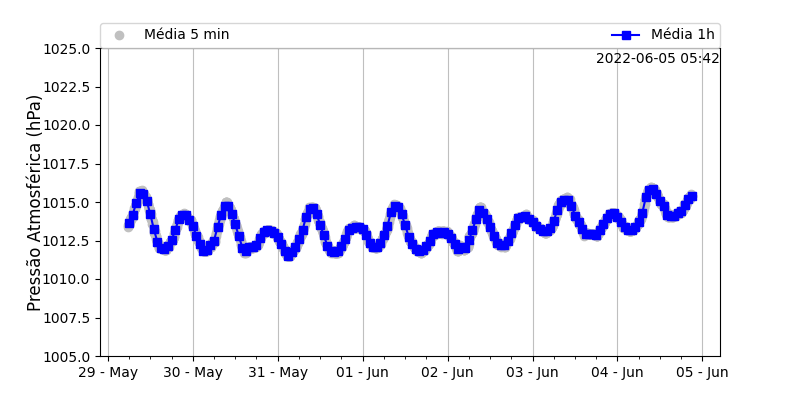 Média 5 min
Média 1h
2022-06-05 05:42
Pressão Atmosférica (hPa)
1025.0
1022.5
1020.0
1017.5
1015.0
1012.5
1010.0
1007.5
1005.0
29 - May
30 - May
31 - May
01 - Jun
02 - Jun
03 - Jun
04 - Jun
05 - Jun